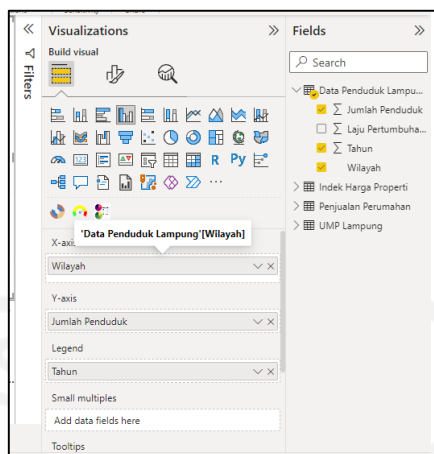 Visualizations
Build visual
Filters
R Py
123
'Data Penduduk Lampung'[Wilayah]
Wilayah
Y-axis
Jumlah Penduduk
Legend
Tahun
Small multiples
Add data fields here
Tooltips
Fields
Search
Data Penduduk Lampu...
Jumlah Penduduk
Laju Pertumbuha...
Tahun
Wilayah
Indek Harga Properti
Penjualan Perumahan
UMP Lampung